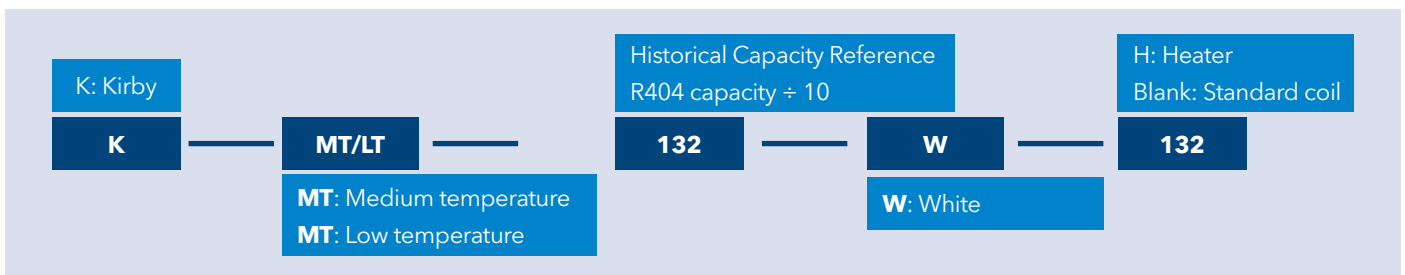 K: Kirby
Historical Capacity Reference
R404 capacity ÷ 10
H: Heater
Blank: Standard coil
K
MT/LT
132
W
132
MT: Medium temperature
MT: Low temperature
W: White